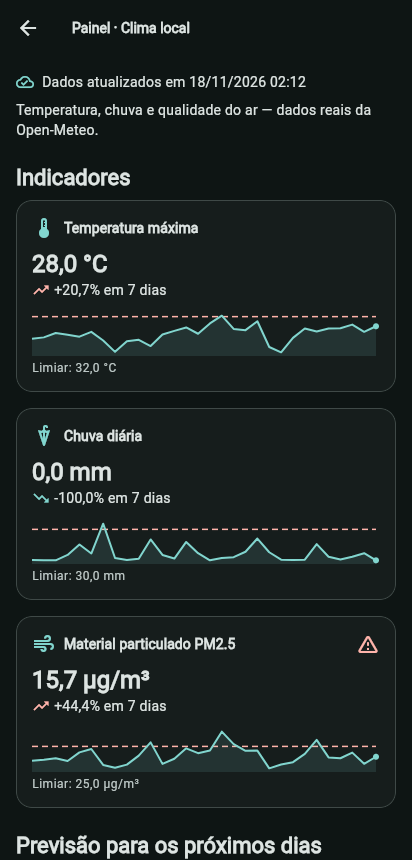 Painel · Clima local
Dados atualizados em 18/11/2026 02:12
Temperatura, chuva e qualidade do ar — dados reais da
Open-Meteo.
Indicadores
Temperatura máxima
28,0 °C
+20,7% em 7 dias
Limiar: 32,0 °C
Chuva diária
0,0 mm
-100,0% em 7 dias
Limiar: 30,0 mm
Material particulado PM2.5
15,7 µg/m³
+44,4% em 7 dias
Limiar: 25,0 µg/m³
Previsão para os próximos dias